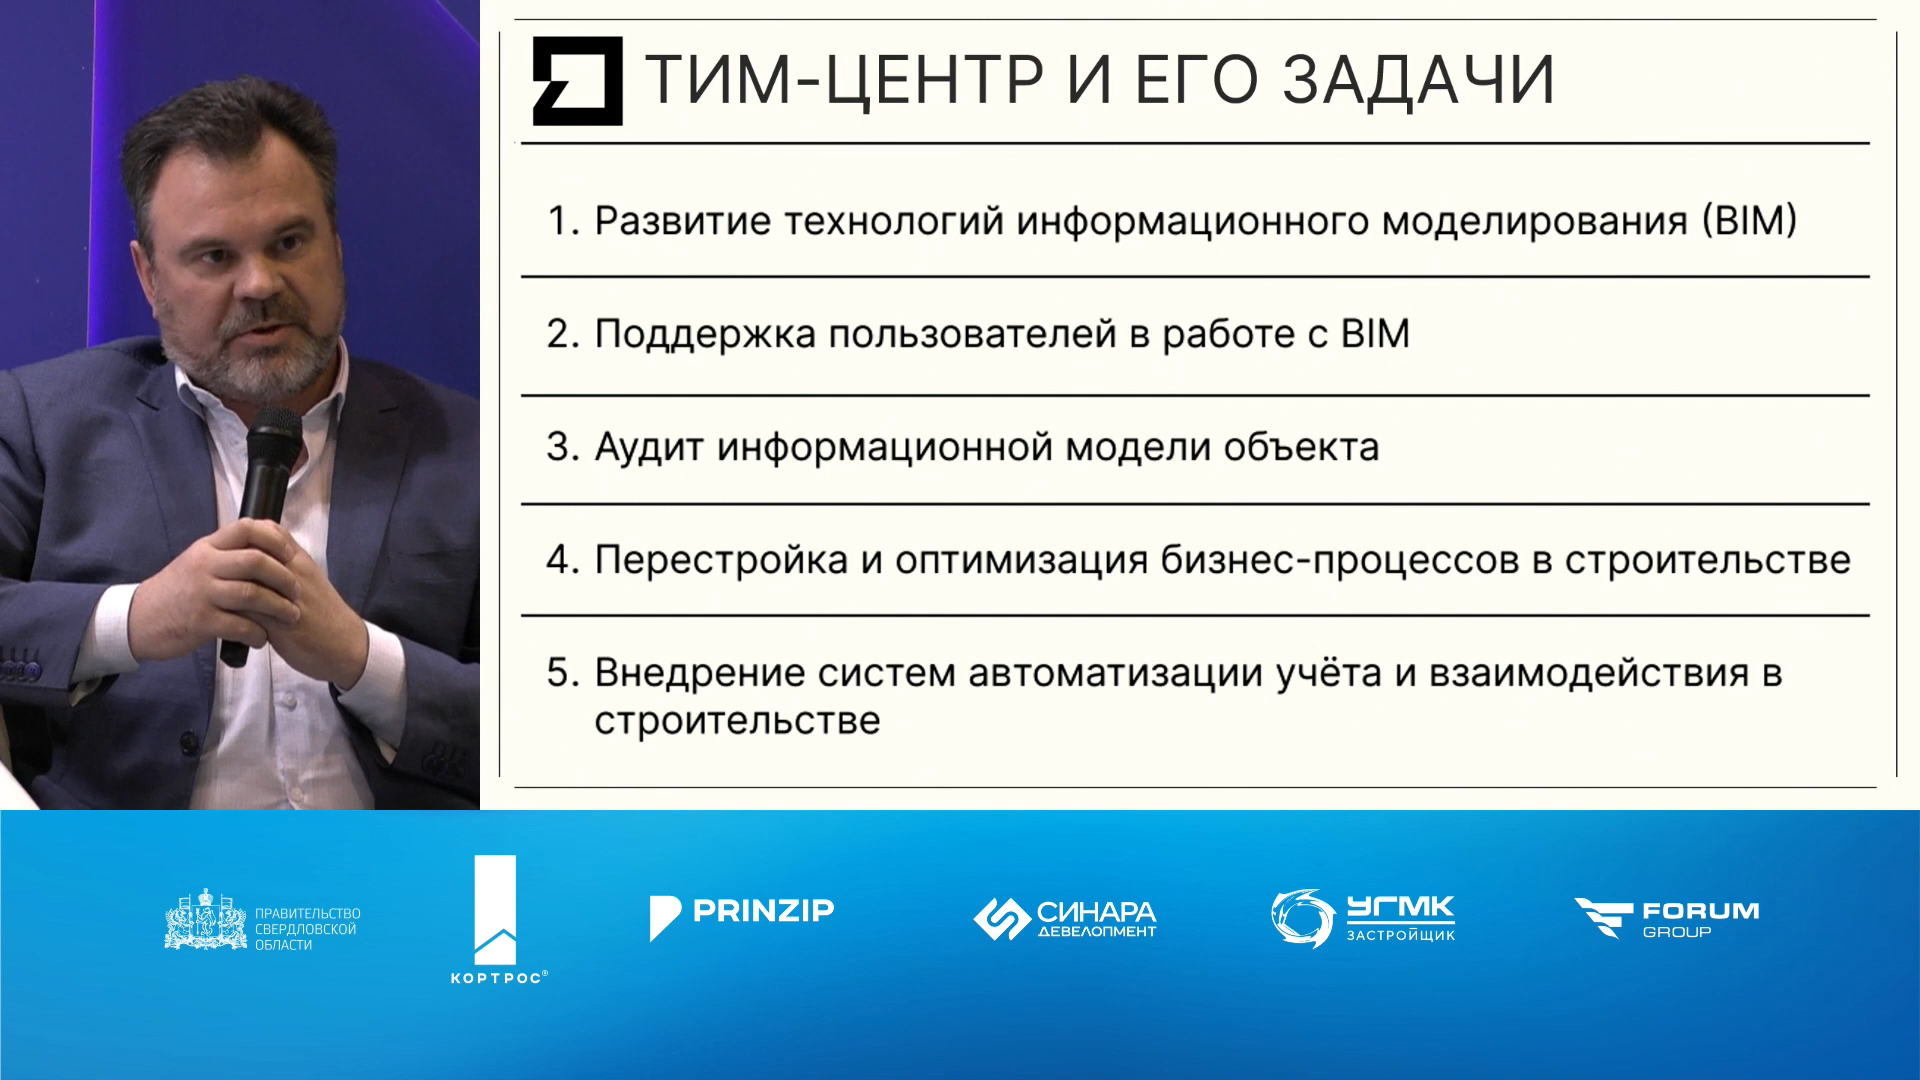 ТИМ-ЦЕНТР И ЕГО ЗАДАЧИ
1. Развитие технологий информационного моделирования (BIM)
2. Поддержка пользователей в работе с BIM
3. Аудит информационной модели объекта
4. Перестройка и оптимизация бизнес-процессов в строительстве
5. Внедрение систем автоматизации учёта и взаимодействия в
строительстве
ПРАВИТЕЛЬСТВО
СВЕРДЛОВСКОЙ
ОБЛАСТИ
КОРТРОС®
PRINZIP
СИНАРА
ДЕВЕЛОПМЕНТ
УГМК
ЗАСТРОЙЩИК
FORUM
GROUP